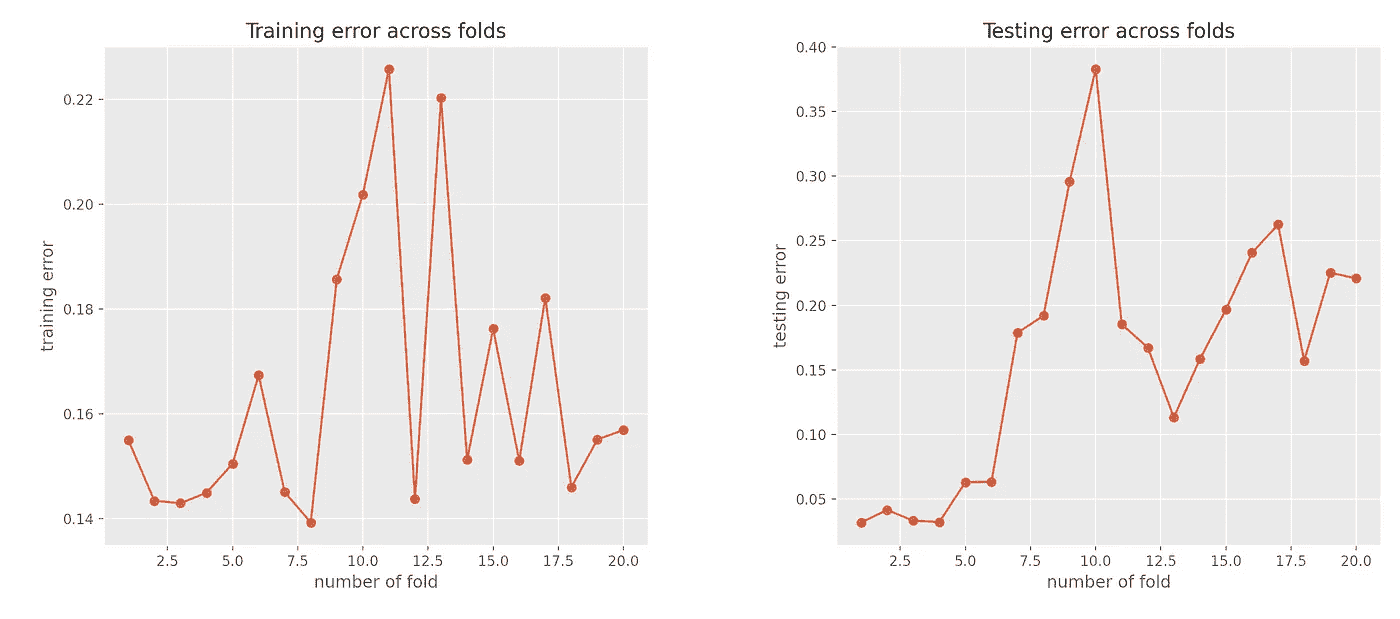 Training error across folds
training error
0.22
0.20
0.18
0.16
0.14
2.5 5.0 7.5 10.0 12.5 15.0 17.5 20.0
number of fold
Testing error across folds
testing error
0.40
0.35
0.30
0.25
0.20
0.15
0.10
0.05
2.5 5.0 7.5 10.0 12.5 15.0 17.5 20.0
number of fold